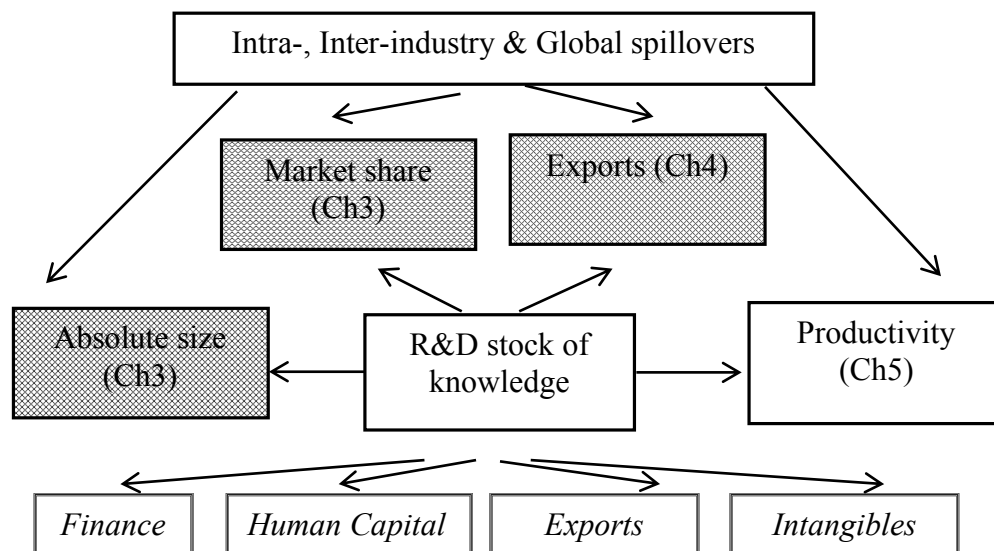 Intra-, Inter-industry & Global spillovers
Market share
(Ch3)
Exports (Ch4)
Absolute size
(Ch3)
R&D stock of
knowledge
Productivity
(Ch5)
Finance
Human Capital
Exports
Intangibles